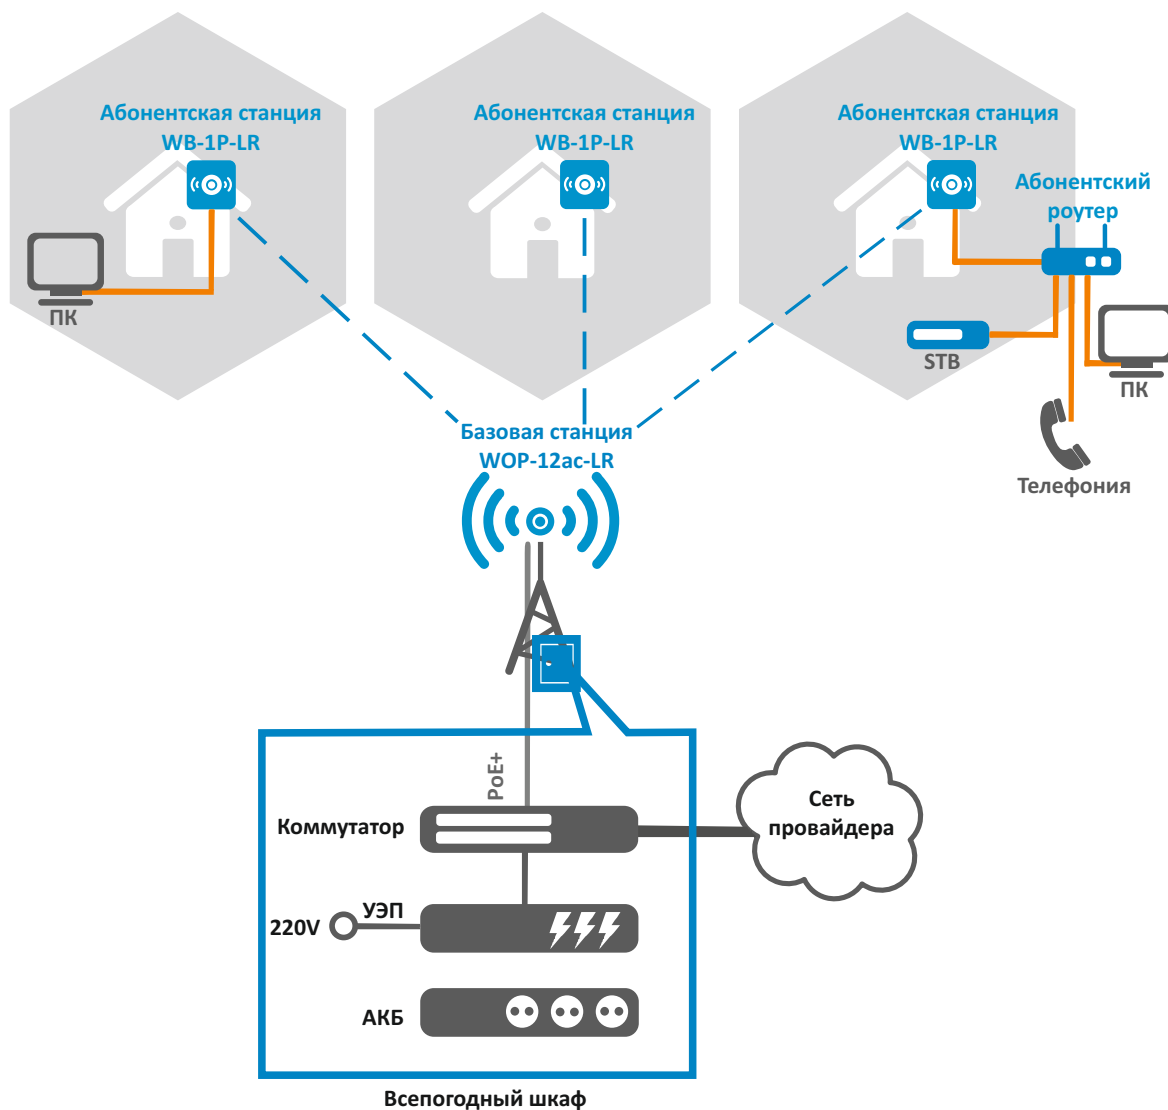 Абонентская станция
WB-1P-LR
Абонентская станция
WB-1P-LR
Абонентская станция
WB-1P-LR
Абонентский
роутер
ПК
STB
ПК
Телефония
Базовая станция
WOP-12ac-LR
PoE+
Коммутатор
Сеть
провайдера
УЭП
220V
АКБ
Всепогодный шкаф